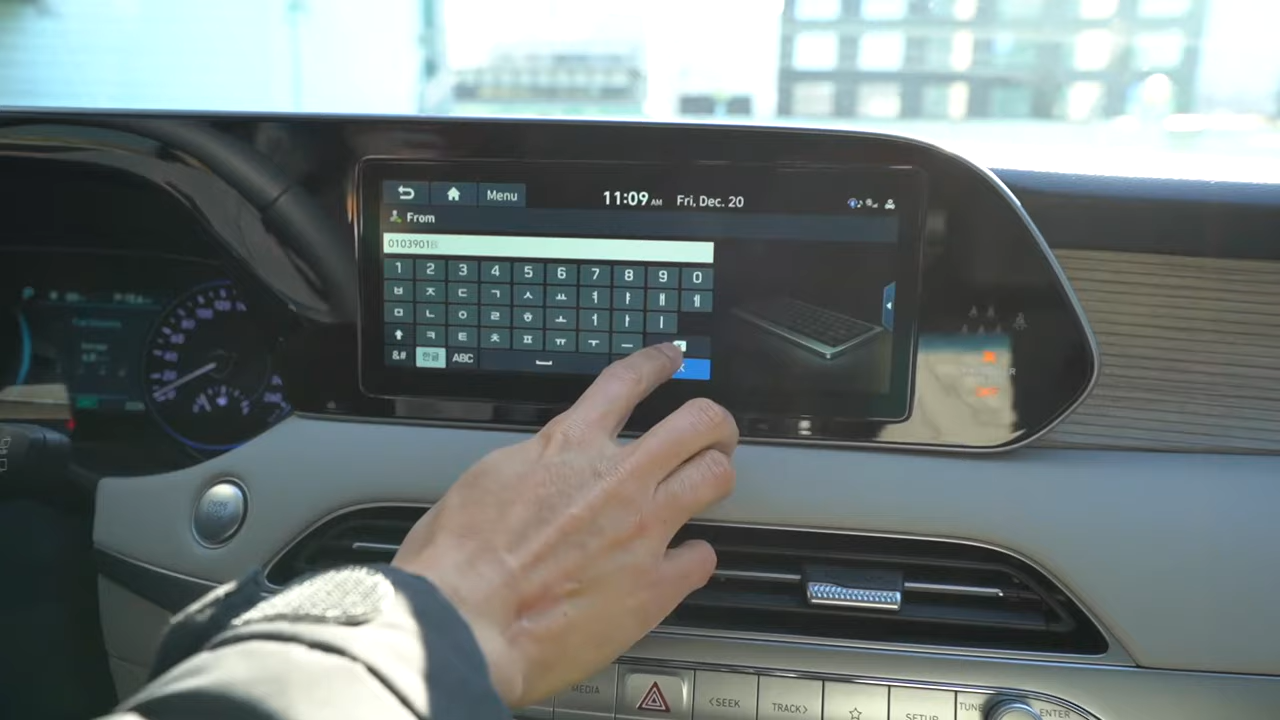 Menu 11:09 AM Fri, Dec. 20
From
0103901
1 2 3 4 5 6 7 8 9 0
ㅂ ㅈ ㄷ ㄱ ㅅ ㅛ ㅕ ㅑ ㅐ ㅔ
ㅁ ㄴ ㅇ ㄹ ㅎ ㅗ ㅓ ㅏ ㅣ
ㅋ ㅌ ㅊ ㅍ ㅠ ㅜ ㅡ
&# 한글 ABC
MEDIA
<SEEK
TRACK>
SETUP
TUNE
ENTER